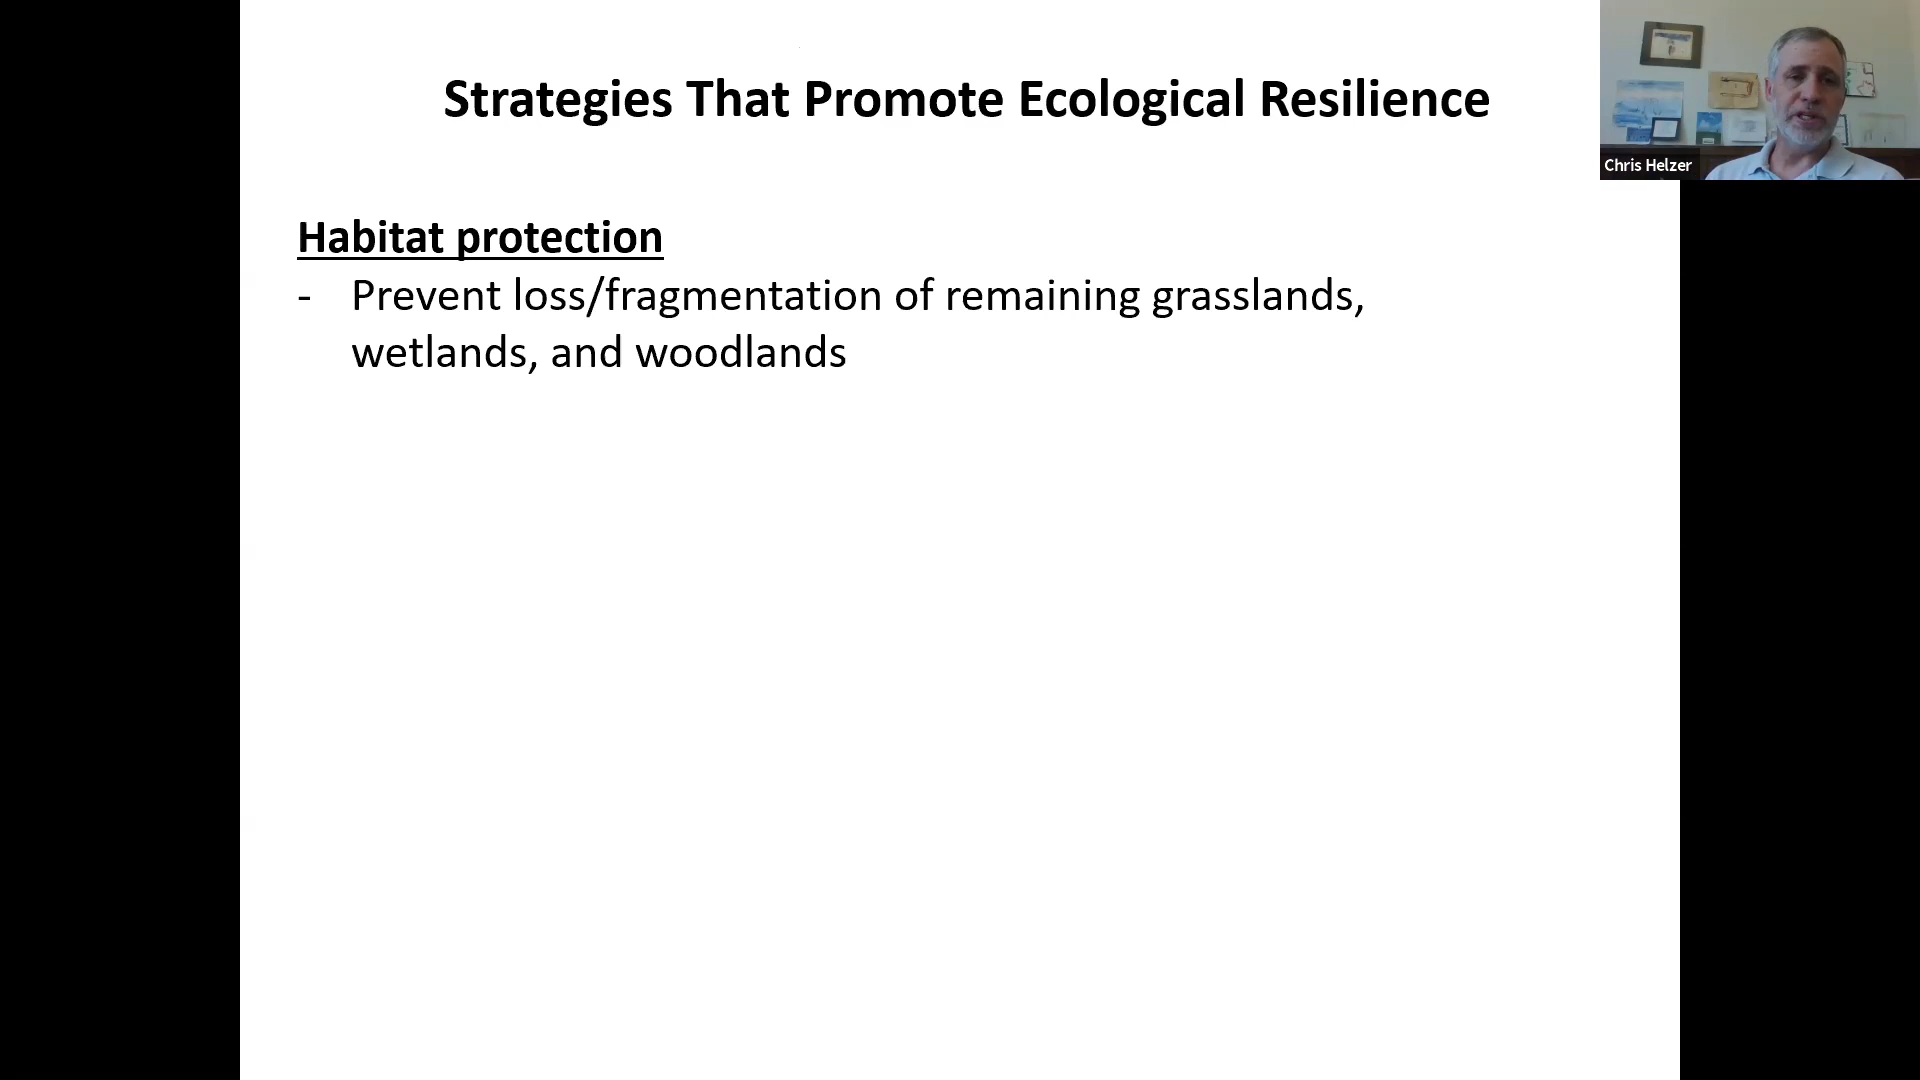 Strategies That Promote Ecological Resilience
Chris Helzer
Habitat protection
- Prevent loss/fragmentation of remaining grasslands,
wetlands, and woodlands